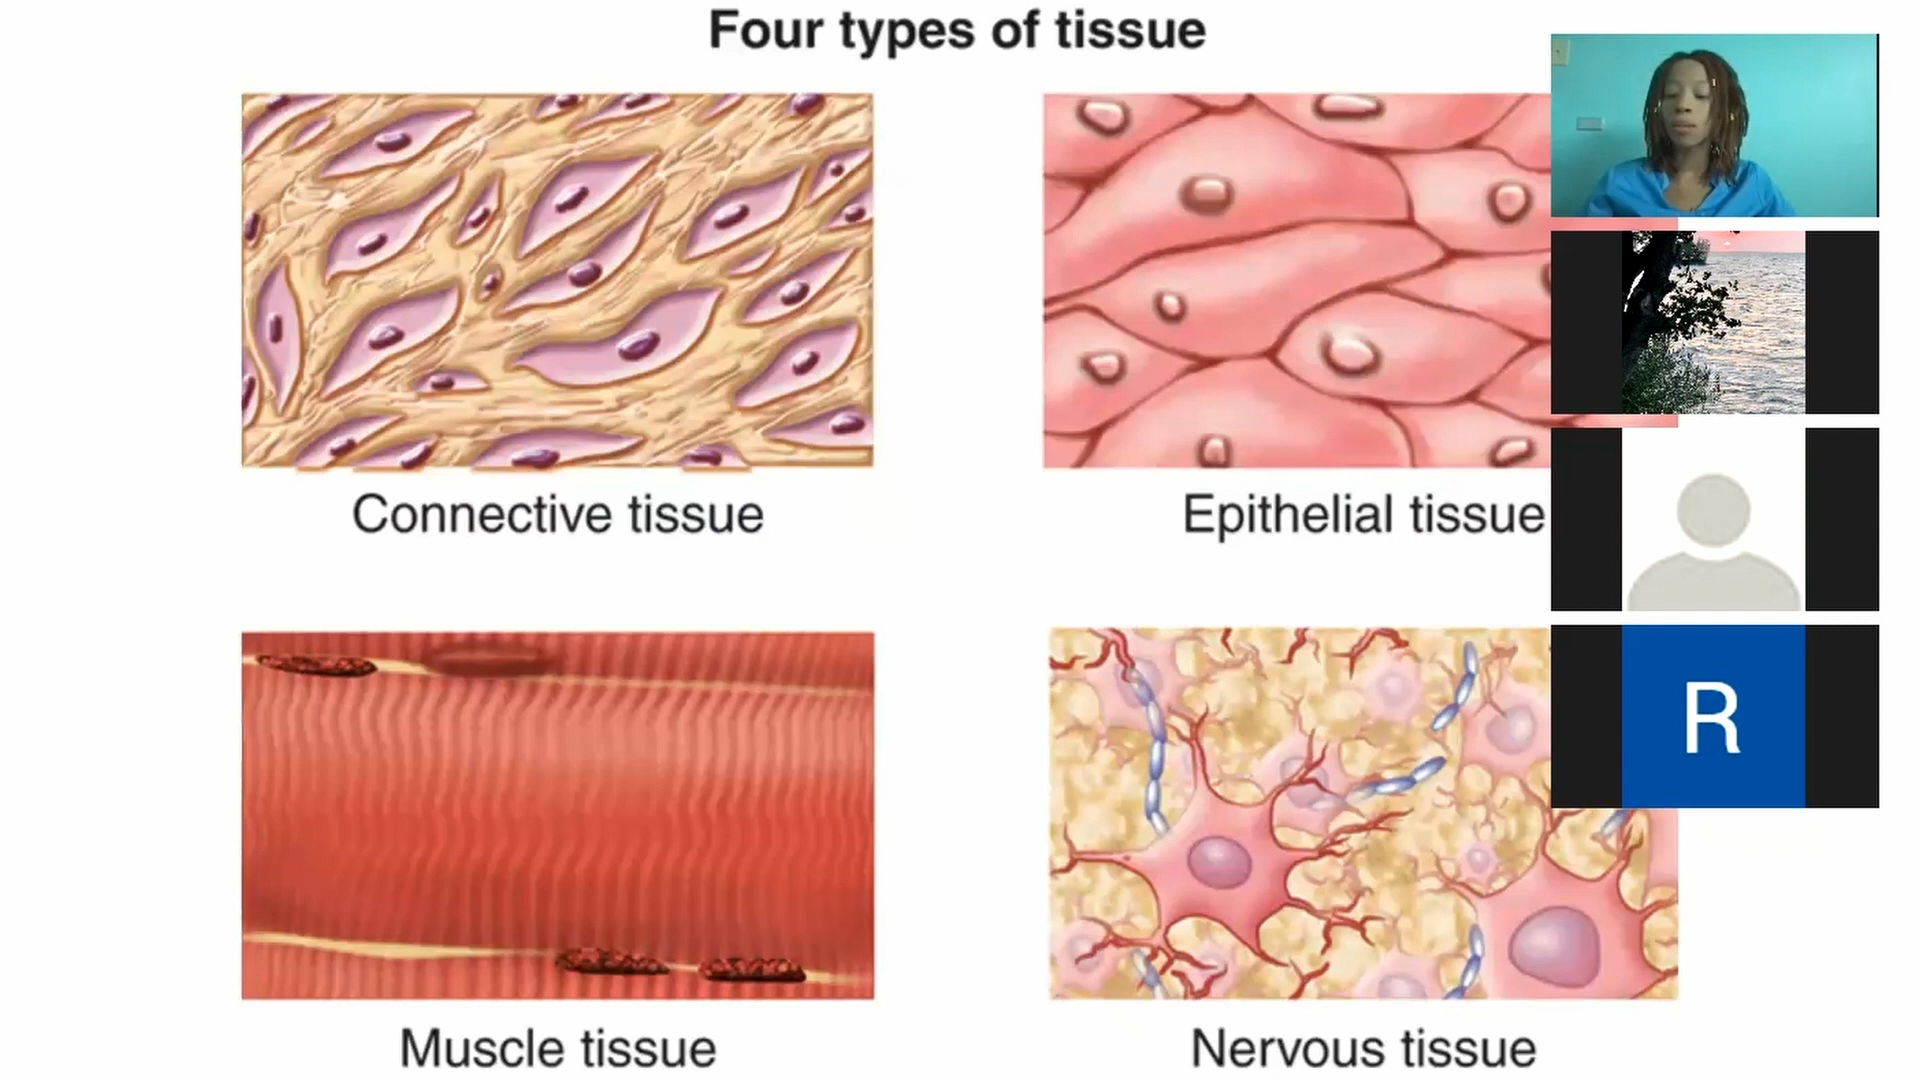 Four types of tissue
Connective tissue
Epithelial tissue
R
Muscle tissue
Nervous tissue